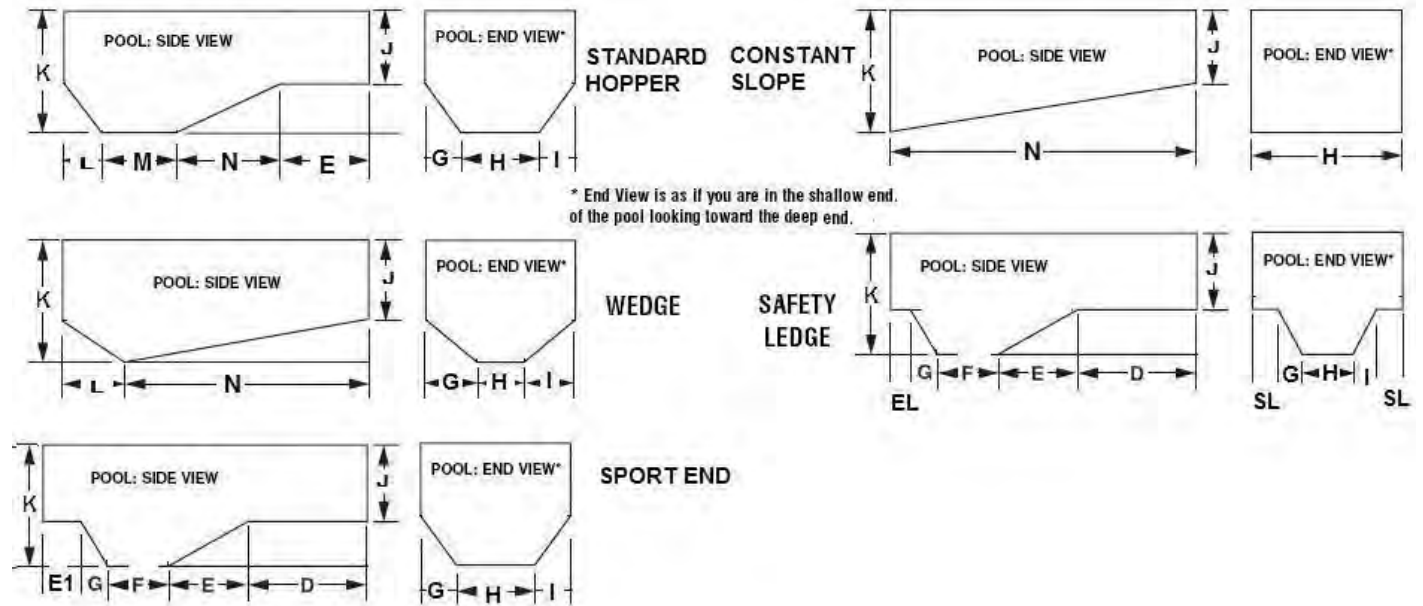 POOL: SIDE VIEW
K
J
L M N E
POOL: END VIEW*
G H I
STANDARD
HOPPER
CONSTANT
SLOPE
POOL: SIDE VIEW
K
J
N
POOL: END VIEW*
H
* End View is as if you are in the shallow end.
of the pool looking toward the deep end.
POOL: SIDE VIEW
K
J
L N
POOL: END VIEW*
G H I
WEDGE
SAFETY
LEDGE
POOL: SIDE VIEW
K
J
G F E D
EL
POOL: END VIEW*
G H I
SL SL
POOL: SIDE VIEW
K
J
E1 G F E D
POOL: END VIEW*
G H I
SPORT END